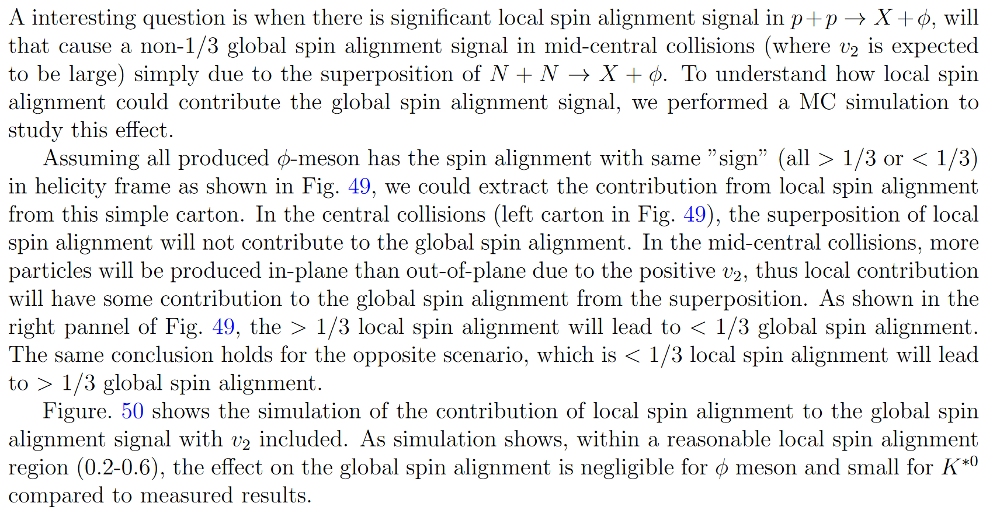 A interesting question is when there is significant local spin alignment signal in p+p → X+ϕ, will
that cause a non-1/3 global spin alignment signal in mid-central collisions (where v₂ is expected
to be large) simply due to the superposition of N + N → X + ϕ. To understand how local spin
alignment could contribute the global spin alignment signal, we performed a MC simulation to
study this effect.
Assuming all produced ϕ-meson has the spin alignment with same ”sign” (all > 1/3 or < 1/3)
in helicity frame as shown in Fig. 49, we could extract the contribution from local spin alignment
from this simple carton. In the central collisions (left carton in Fig. 49), the superposition of local
spin alignment will not contribute to the global spin alignment. In the mid-central collisions, more
particles will be produced in-plane than out-of-plane due to the positive v₂, thus local contribution
will have some contribution to the global spin alignment from the superposition. As shown in the
right pannel of Fig. 49, the > 1/3 local spin alignment will lead to < 1/3 global spin alignment.
The same conclusion holds for the opposite scenario, which is < 1/3 local spin alignment will lead
to > 1/3 global spin alignment.
Figure. 50 shows the simulation of the contribution of local spin alignment to the global spin
alignment signal with v₂ included. As simulation shows, within a reasonable local spin alignment
region (0.2-0.6), the effect on the global spin alignment is negligible for ϕ meson and small for K*⁰
compared to measured results.